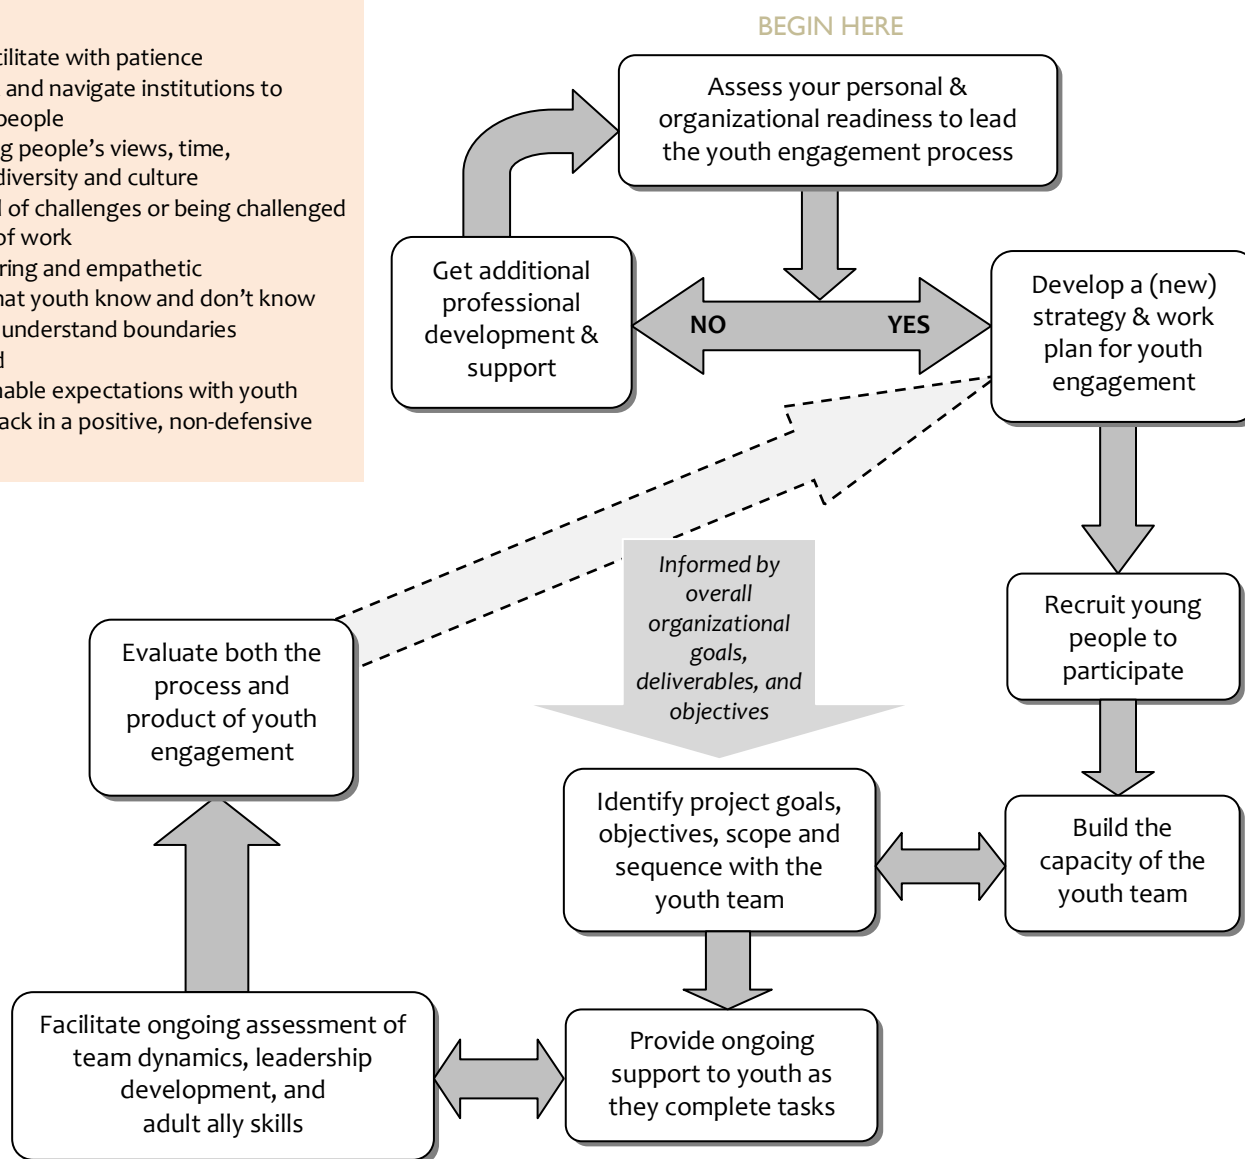 cilitate with patience
and navigate institutions to
people
g people's views, time,
diversity and culture
of challenges or being challenged
of work
ring and empathetic
hat youth know and don't know
understand boundaries
d
nable expectations with youth
ack in a positive, non-defensive
BEGIN HERE
Assess your personal &
organizational readiness to lead
the youth engagement process
Get additional
professional
development &
support
NO
YES
Develop a (new)
strategy & work
plan for youth
engagement
Informed by
overall
organizational
goals,
deliverables, and
objectives
Recruit young
people to
participate
Evaluate both the
process and
product of youth
engagement
Identify project goals,
objectives, scope and
sequence with the
youth team
Build the
capacity of the
youth team
Facilitate ongoing assessment of
team dynamics, leadership
development, and
adult ally skills
Provide ongoing
support to youth as
they complete tasks